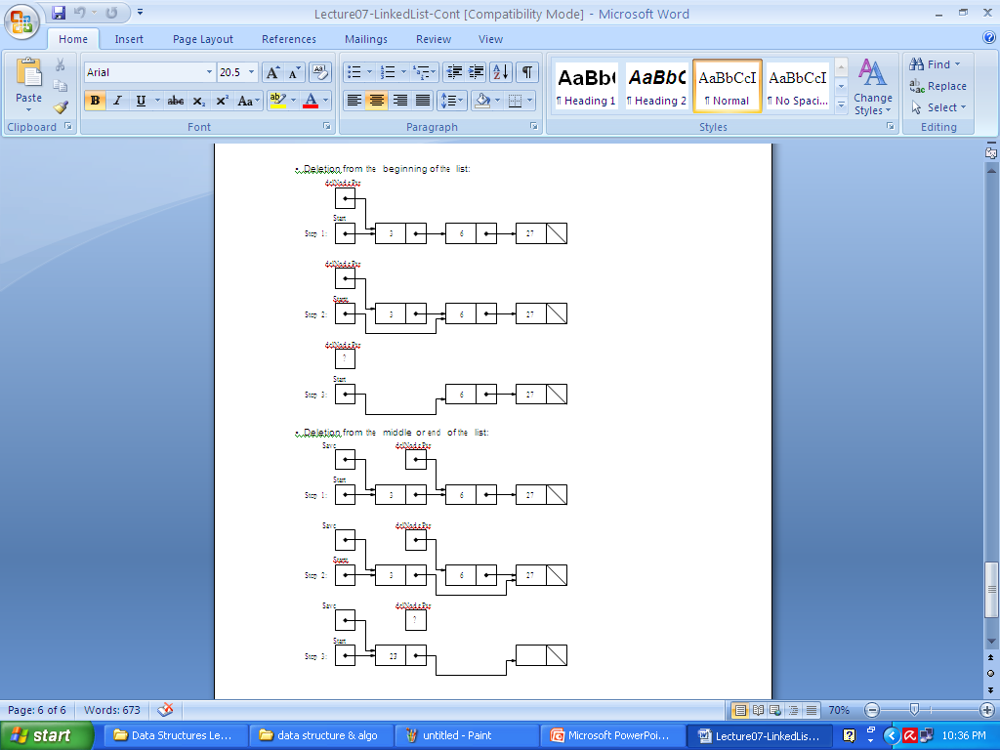 Lecture07-LinkedList-Cont [Compatibility Mode] - Microsoft Word
Home Insert Page Layout References Mailings Review View
Paste
Clipboard
Arial 20.5
B I U abc X₂ X² Aa
Font
Paragraph
AaBb( AaBbC AaBbCcI AaBbCcI
¶ Heading 1 ¶ Heading 2 ¶ Normal ¶ No Spaci...
Styles
Change
Styles
Find
Replace
Select
Editing
• Deletion from the beginning of the list:
delNodePtr
Start
Step 1: 3 6 27
delNodePtr
Start
Step 2: 3 6 27
delNodePtr
?
Start
Step 3: 6 27
• Deletion from the middle or end of the list:
Save delNodePtr
Start
Step 1: 3 6 27
Save delNodePtr
Start
Step 2: 3 6 27
Save delNodePtr
?
Start
Step 3: 23
Page: 6 of 6 Words: 673 70%
start Data Structures Le... data structure & algo untitled - Paint Microsoft PowerPoi... Lecture07-LinkedLis... 10:36 PM